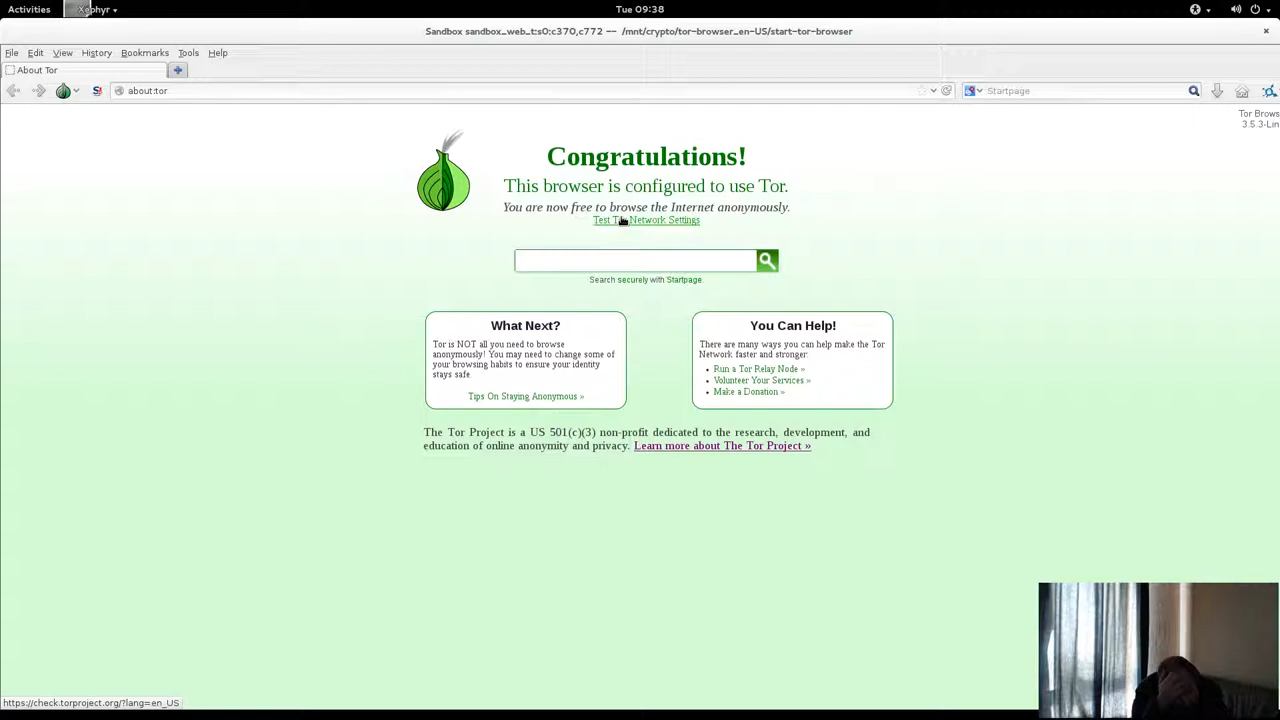 Activities Xephyr Tue 09:38
Sandbox sandbox_web_t:s0:c370,c772 -- /mnt/crypto/tor-browser_en-US/start-tor-browser
File Edit View History Bookmarks Tools Help
About Tor
about:tor Startpage
Tor Brows
3.5.3-Lin
Congratulations!
This browser is configured to use Tor.
You are now free to browse the Internet anonymously.
Test Network Settings
Search securely with Startpage.
What Next?
Tor is NOT all you need to browse
anonymously! You may need to change some of
your browsing habits to ensure your identity
stays safe.
Tips On Staying Anonymous »
You Can Help!
There are many ways you can help make the Tor
Network faster and stronger:
• Run a Tor Relay Node »
• Volunteer Your Services »
• Make a Donation »
The Tor Project is a US 501(c)(3) non-profit dedicated to the research, development, and
education of online anonymity and privacy. Learn more about The Tor Project »
https://check.torproject.org/?lang=en_US